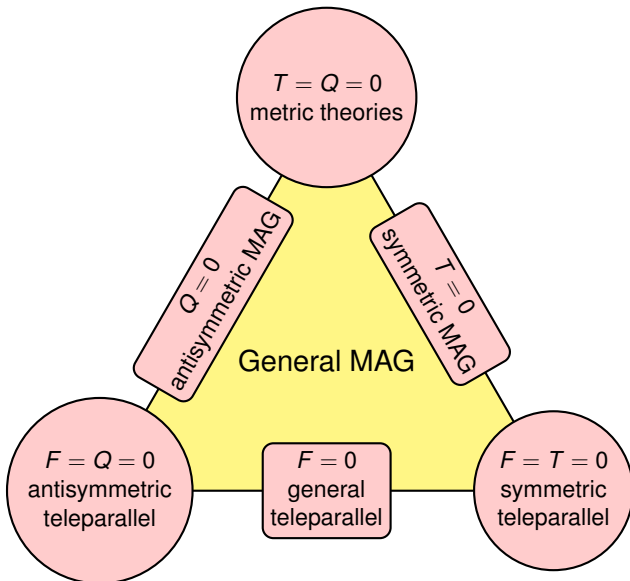 T = Q = 0
metric theories
Q = 0
antisymmetric MAG
T = 0
symmetric MAG
General MAG
F = Q = 0
antisymmetric
teleparallel
F = 0
general
teleparallel
F = T = 0
symmetric
teleparallel